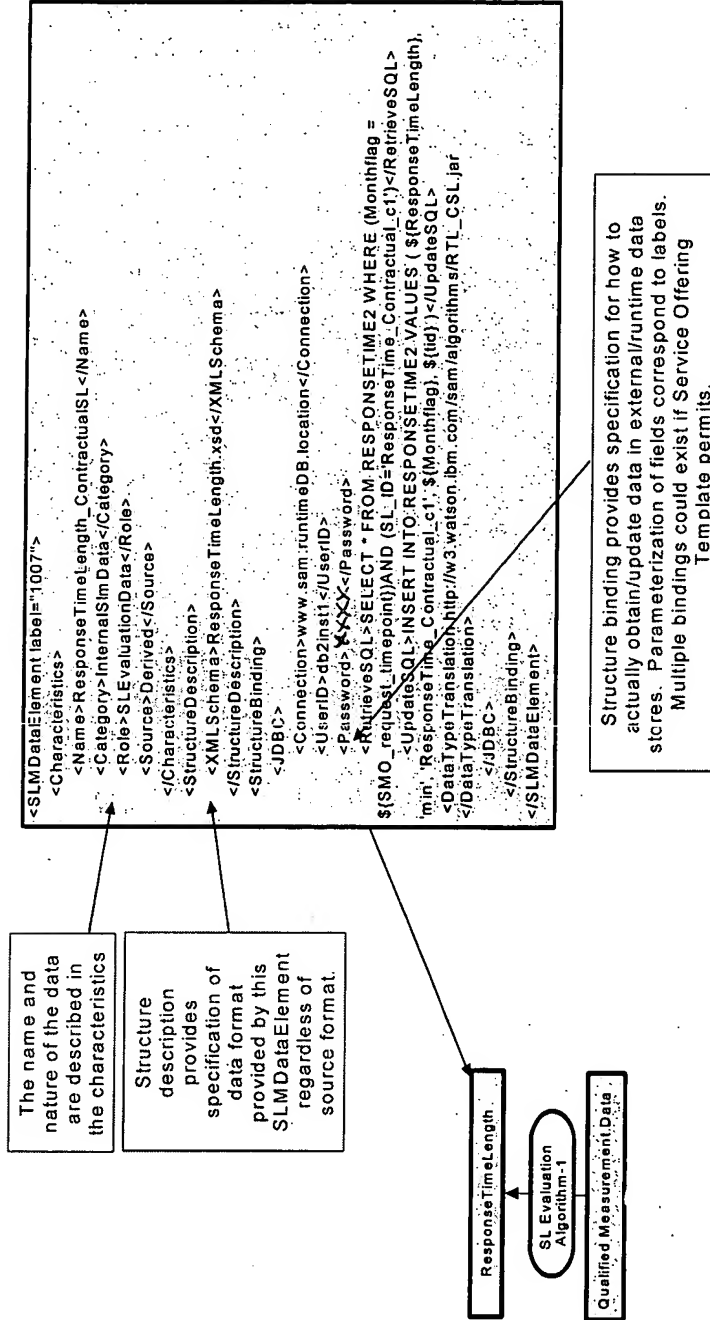 The name and
nature of the data
are described in
the characteristics
Structure
description
provides
specification of
data format
provided by this
SLMDataElement
regardless of
source format.
<SLMDataElement label="1007">
<Characteristics>
<Name>ResponseTimeLength_ContractualSL</Name>
<Category>InternalSlmData</Category>
<Role>SLEvaluationData</Role>
<Source>Derived</Source>
</Characteristics>
<StructureDescription>
<XMLSchema>ResponseTimeLength.xsd</XMLSchema>
</StructureDescription>
<StructureBinding>
<JDBC>
<Connection>www.sam.runtimeDB.location</Connection>
<UserID>db2inst1</UserID>
<Password>XXXX</Password>
<RetrieveSQL>SELECT * FROM RESPONSETIME2 WHERE (Monthflag =
${SMO_request_timepoint})AND (SL_ID='ResponseTime_Contractual_c1')</RetrieveSQL>
<UpdateSQL>INSERT INTO RESPONSETIME2 VALUES ( ${ResponseTimeLength},
'min', 'ResponseTime_Contractual_c1', ${Monthflag}, ${tid} )</UpdateSQL>
<DataTypeTranslation>http://w3.watson.ibm.com/sam/algorithms/RTL_CSL.jar
</DataTypeTranslation>
</JDBC>
</StructureBinding>
</SLMDataElement>
ResponseTimeLength
SL Evaluation
Algorithm-1
Qualified Measurement Data
Structure binding provides specification for how to
actually obtain/update data in external/runtime data
stores. Parameterization of fields correspond to labels.
Multiple bindings could exist if Service Offering
Template permits.